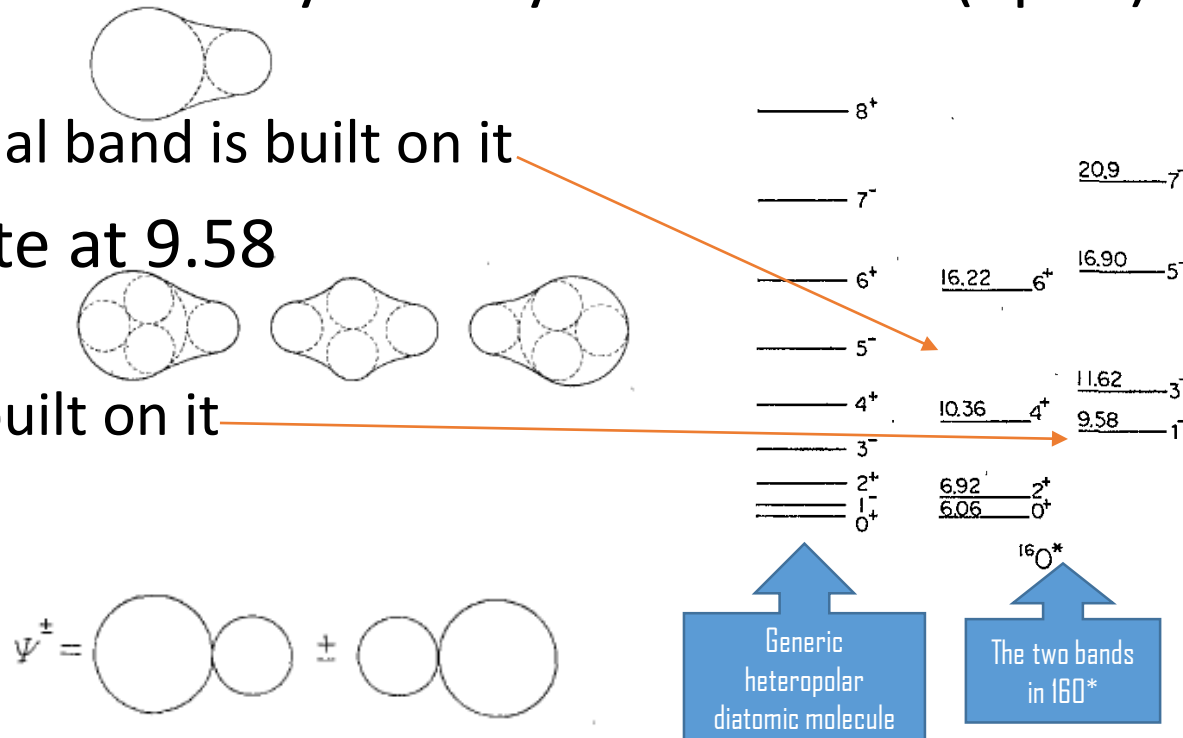 al band is built on it
te at 9.58
uilt on it
Ψ± =
±
8+
7-
6+
5-
4+
3-
2+
1-
0+
16.22 6+
10.36 4+
6.92 2+
6.06 0+
20.9 7-
16.90 5-
11.62 3-
9.58 1-
16O*
Generic
heteropolar
diatomic molecule
The two bands
in 160*